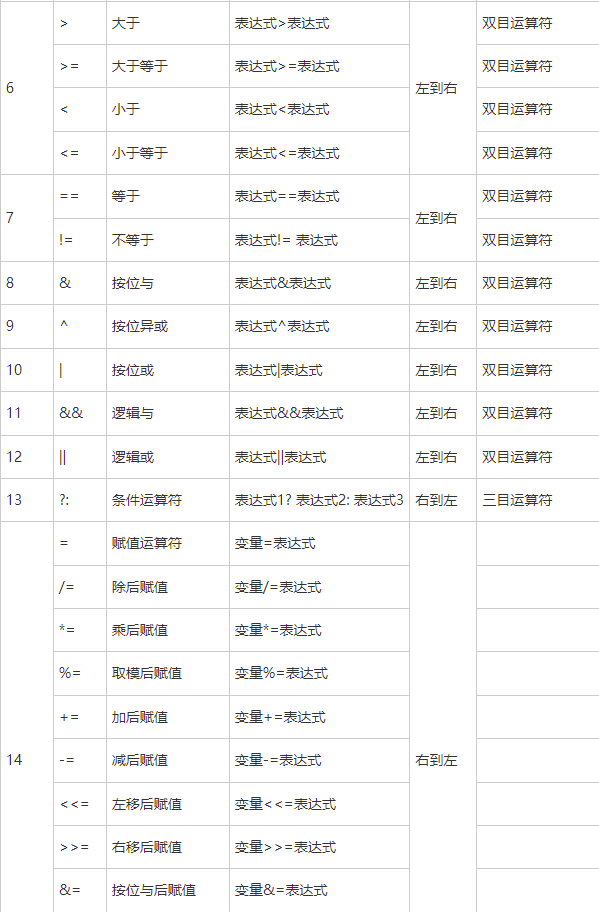 6 > 大于 表达式>表达式 左到右 双目运算符
>= 大于等于 表达式>=表达式 双目运算符
< 小于 表达式<表达式 双目运算符
<= 小于等于 表达式<=表达式 双目运算符
7 == 等于 表达式==表达式 左到右 双目运算符
!= 不等于 表达式!= 表达式 双目运算符
8 & 按位与 表达式&表达式 左到右 双目运算符
9 ^ 按位异或 表达式^表达式 左到右 双目运算符
10 | 按位或 表达式|表达式 左到右 双目运算符
11 && 逻辑与 表达式&&表达式 左到右 双目运算符
12 || 逻辑或 表达式||表达式 左到右 双目运算符
13 ?: 条件运算符 表达式1? 表达式2: 表达式3 右到左 三目运算符
14 = 赋值运算符 变量=表达式 右到左
/= 除后赋值 变量/=表达式
*= 乘后赋值 变量*=表达式
%= 取模后赋值 变量%=表达式
+= 加后赋值 变量+=表达式
-= 减后赋值 变量-=表达式
<<= 左移后赋值 变量<<=表达式
>>= 右移后赋值 变量>>=表达式
&= 按位与后赋值 变量&=表达式